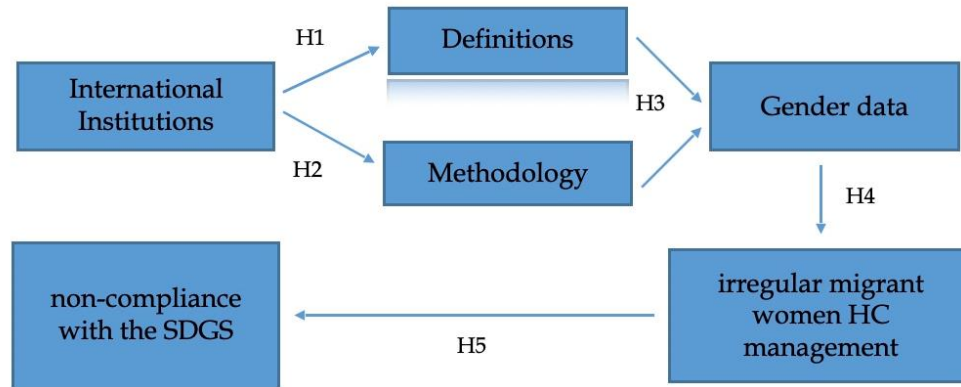 H1
Definitions
International
Institutions
H3
Gender data
H2
Methodology
H4
non-compliance
with the SDGS
irregular migrant
women HC
management
H5